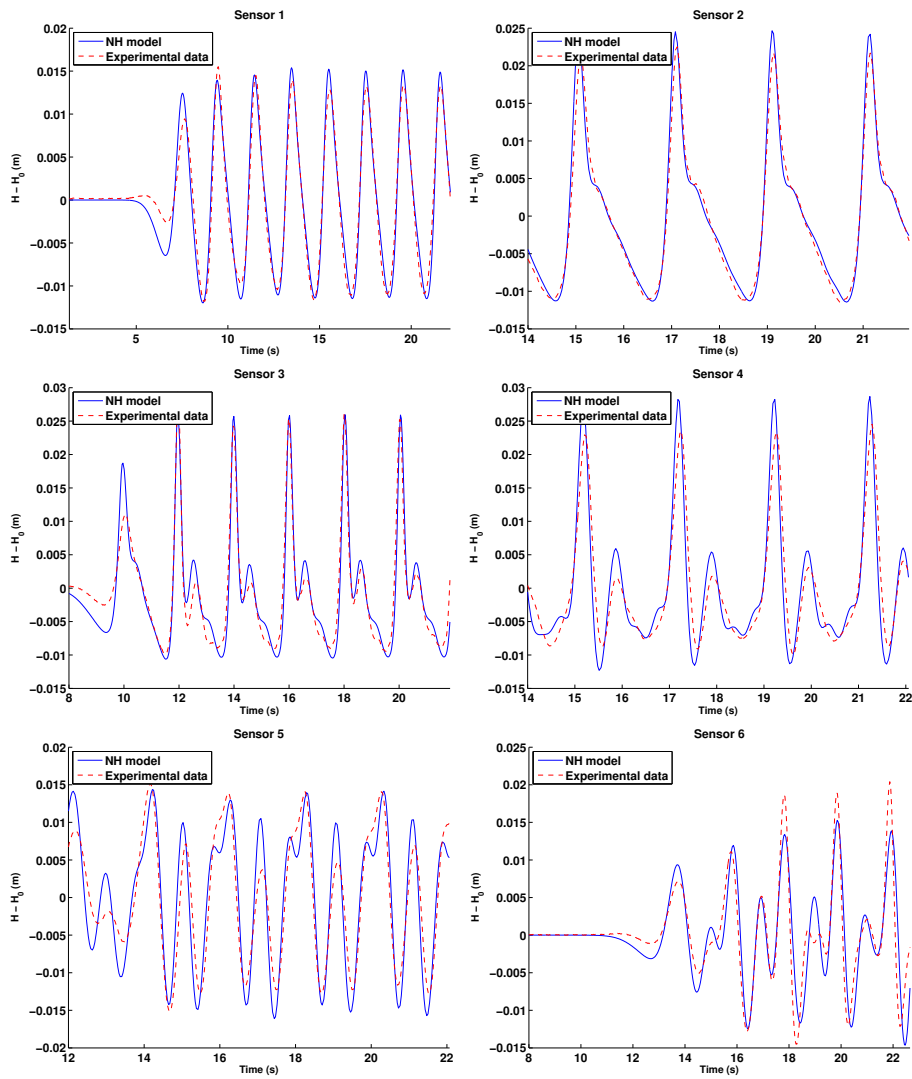 Sensor 1
NH model
Experimental data
0.02
0.015
0.01
0.005
0
−0.005
−0.01
−0.015
H − H0 (m)
5 10 15 20
Time (s)
Sensor 2
NH model
Experimental data
0.025
0.02
0.015
0.01
0.005
0
−0.005
−0.01
−0.015
H − H0 (m)
14 15 16 17 18 19 20 21
Time (s)
Sensor 3
NH model
Experimental data
0.03
0.025
0.02
0.015
0.01
0.005
0
−0.005
−0.01
−0.015
H − H0 (m)
8 10 12 14 16 18 20
Time (s)
Sensor 4
NH model
Experimental data
0.03
0.025
0.02
0.015
0.01
0.005
0
−0.005
−0.01
−0.015
H − H0 (m)
14 15 16 17 18 19 20 21 22
Time (s)
Sensor 5
NH model
Experimental data
0.02
0.015
0.01
0.005
0
−0.005
−0.01
−0.015
−0.02
H − H0 (m)
12 14 16 18 20 22
Time (s)
Sensor 6
NH model
Experimental data
0.025
0.02
0.015
0.01
0.005
0
−0.005
−0.01
−0.015
H − H0 (m)
8 10 12 14 16 18 20 22
Time (s)